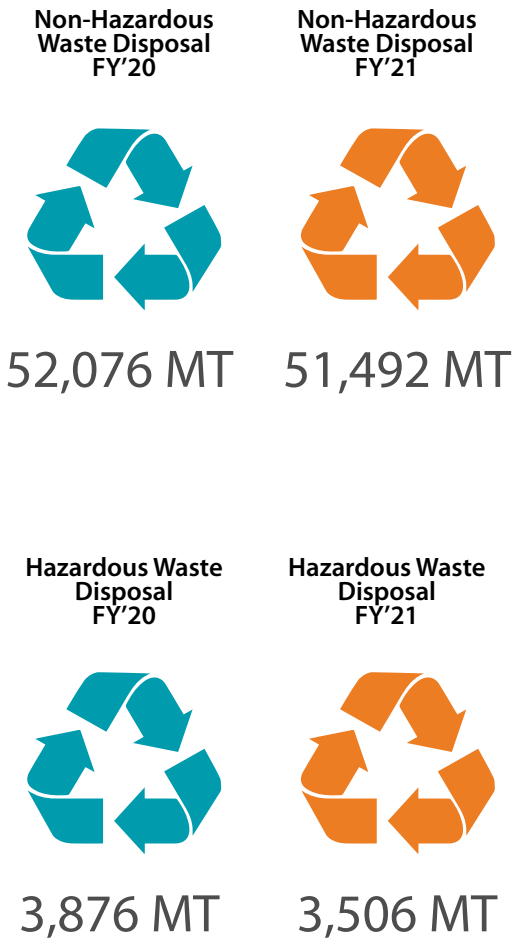 Non-Hazardous
Waste Disposal
FY’20
Non-Hazardous
Waste Disposal
FY’21
52,076 MT
51,492 MT
Hazardous Waste
Disposal
FY’20
Hazardous Waste
Disposal
FY’21
3,876 MT
3,506 MT